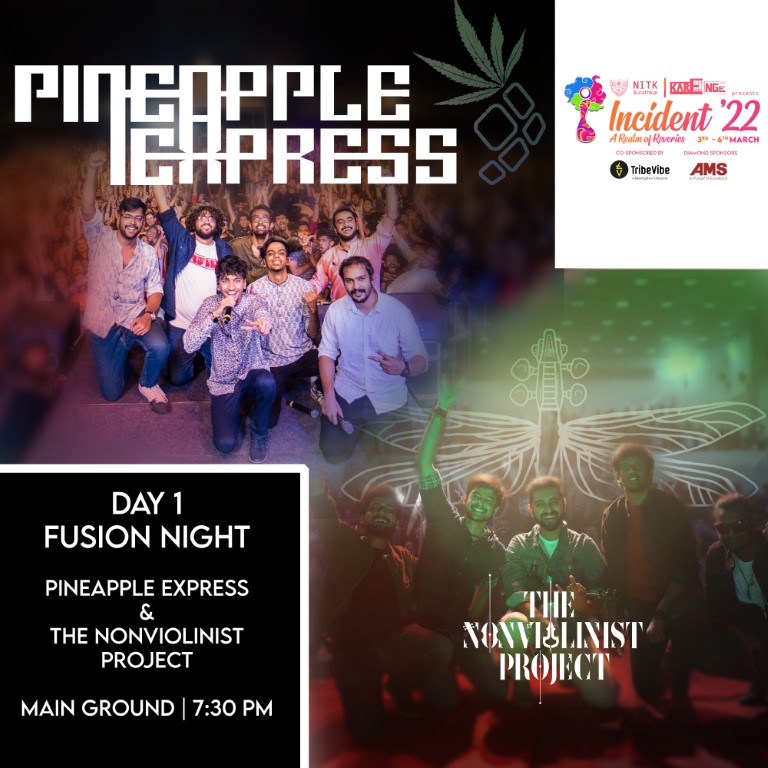 PINEAPPLE
EXPRESS
NITK
Surathkal
presents
Incident '22
A Realm of Reveries 3RD - 6TH MARCH
CO-SPONSORED BY DIAMOND SPONSORS
TribeVibe AMS
DAY 1
FUSION NIGHT
PINEAPPLE EXPRESS
&
THE NONVIOLINIST
PROJECT
MAIN GROUND | 7:30 PM
THE
NONVIOLINIST
PROJECT